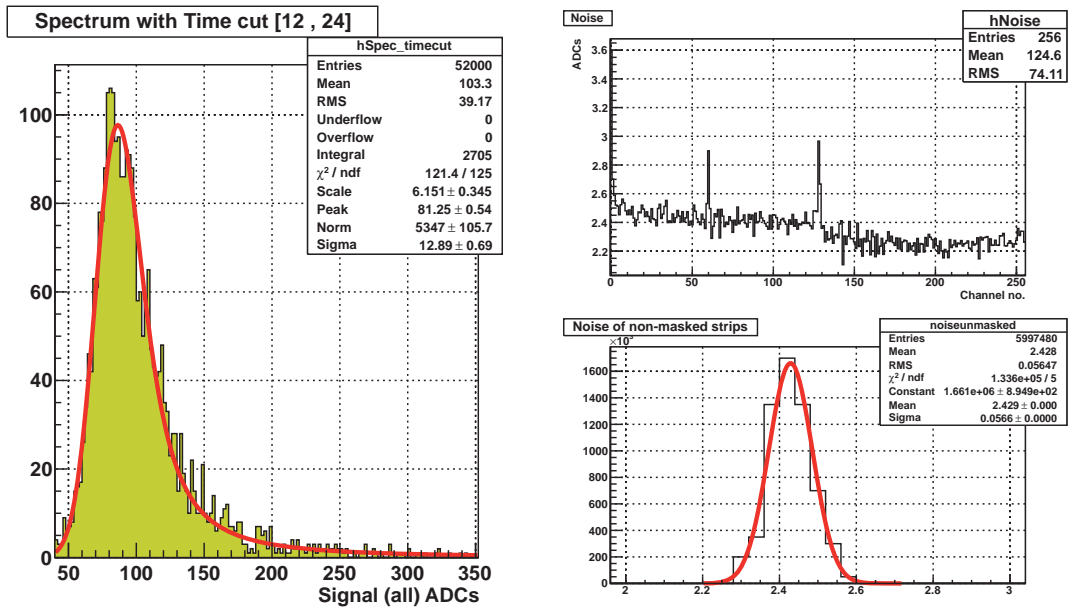 Spectrum with Time cut [12 , 24]
hSpec_timecut
Entries 52000
Mean 103.3
RMS 39.17
Underflow 0
Overflow 0
Integral 2705
χ² / ndf 121.4 / 125
Scale 6.151 ± 0.345
Peak 81.25 ± 0.54
Norm 5347 ± 105.7
Sigma 12.89 ± 0.69
100
80
60
40
20
0
50 100 150 200 250 300 350
Signal (all) ADCs
Noise
hNoise
Entries 256
Mean 124.6
RMS 74.11
ADCs
3.6
3.4
3.2
3
2.8
2.6
2.4
2.2
0 50 100 150 200 250
Channel no.
Noise of non-masked strips
noiseunmasked
Entries 5997480
Mean 2.428
RMS 0.05647
χ² / ndf 1.336e+05 / 5
Constant 1.661e+06 ± 8.949e+02
Mean 2.429 ± 0.000
Sigma 0.0566 ± 0.0000
×10³
1600
1400
1200
1000
800
600
400
200
0
2 2.2 2.4 2.6 2.8 3